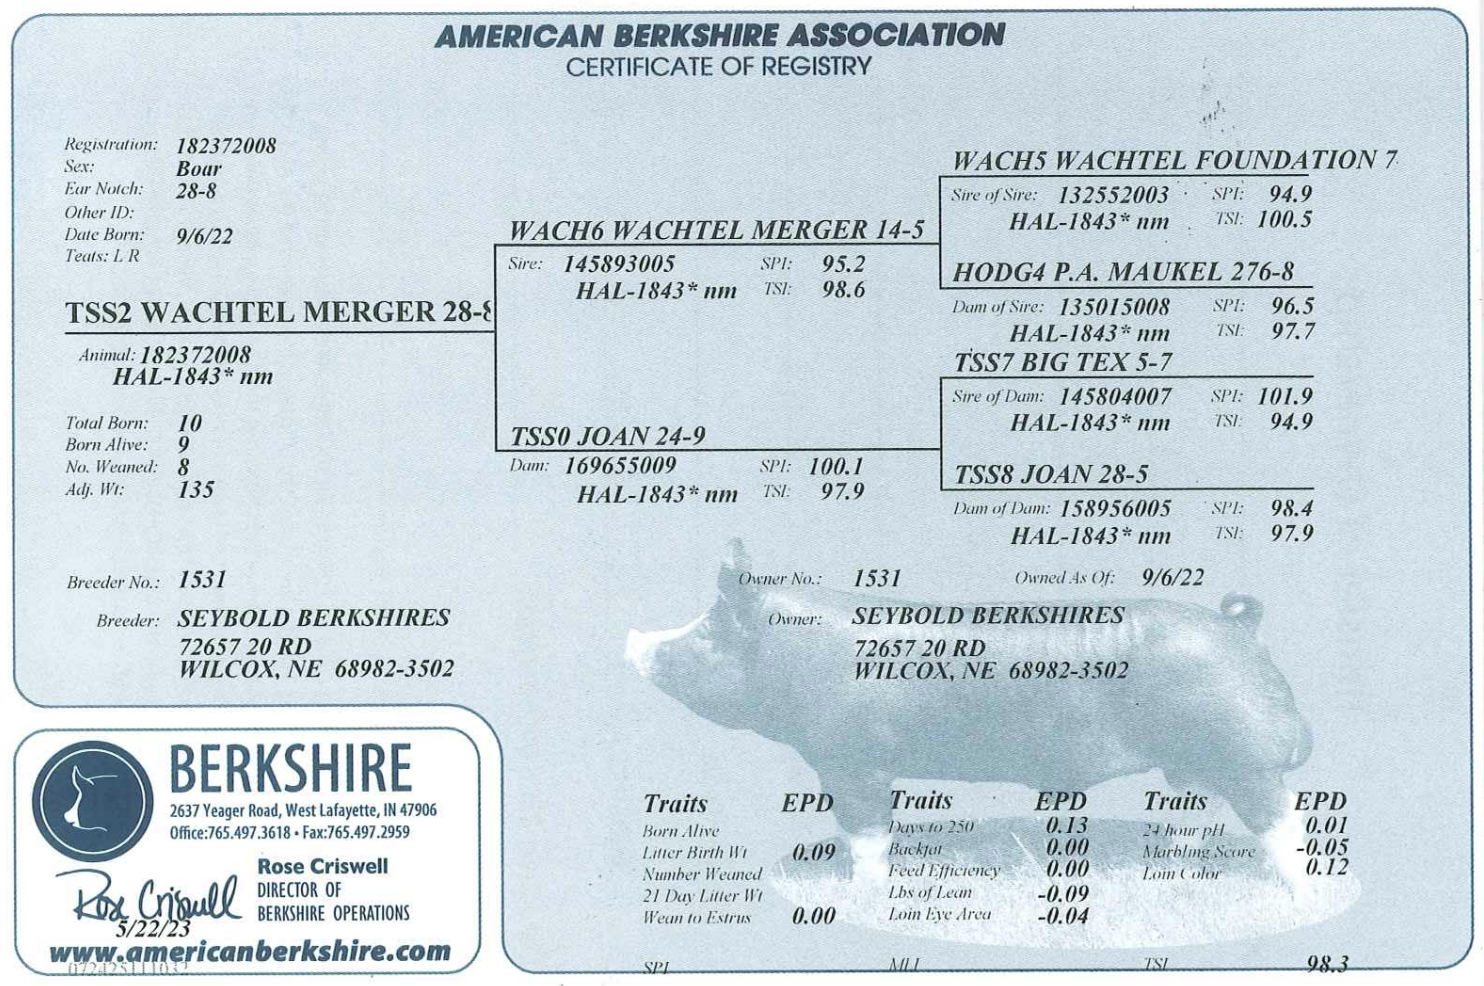 AMERICAN BERKSHIRE ASSOCIATION
CERTIFICATE OF REGISTRY
Registration: 182372008
Sex: Boar
Ear Notch: 28-8
Other ID:
Date Born: 9/6/22
Teats: L R
TSS2 WACHTEL MERGER 28-8
Animal: 182372008
HAL-1843* nm
Total Born: 10
Born Alive: 9
No. Weaned: 8
Adj. Wt: 135
WACH6 WACHTEL MERGER 14-5
Sire: 145893005 SPI: 95.2
HAL-1843* nm TSI: 98.6
TSS0 JOAN 24-9
Dam: 169655009 SPI: 100.1
HAL-1843* nm TSI: 97.9
WACH5 WACHTEL FOUNDATION 7
Sire of Sire: 132552003 SPI: 94.9
HAL-1843* nm TSI: 100.5
HODG4 P.A. MAUKEL 276-8
Dam of Sire: 135015008 SPI: 96.5
HAL-1843* nm TSI: 97.7
TSS7 BIG TEX 5-7
Sire of Dam: 145804007 SPI: 101.9
HAL-1843* nm TSI: 94.9
TSS8 JOAN 28-5
Dam of Dam: 158956005 SPI: 98.4
HAL-1843* nm TSI: 97.9
Breeder No.: 1531
Breeder: SEYBOLD BERKSHIRES
72657 20 RD
WILCOX, NE 68982-3502
Owner No.: 1531 Owned As Of: 9/6/22
Owner: SEYBOLD BERKSHIRES
72657 20 RD
WILCOX, NE 68982-3502
BERKSHIRE
2637 Yeager Road, West Lafayette, IN 47906
Office:765.497.3618 • Fax:765.497.2959
Rose Criswell
DIRECTOR OF
BERKSHIRE OPERATIONS
Rose Criswell
5/22/23
www.americanberkshire.com
Traits EPD Traits EPD Traits EPD
Born Alive Days to 250 0.13 24 hour pH 0.01
Litter Birth Wt 0.09 Backfat 0.00 Marbling Score -0.05
Number Weaned Feed Efficiency 0.00 Loin Color 0.12
21 Day Litter Wt Lbs of Lean -0.09
Wean to Estrus 0.00 Loin Eye Area -0.04
SPI MLI TSI 98.3